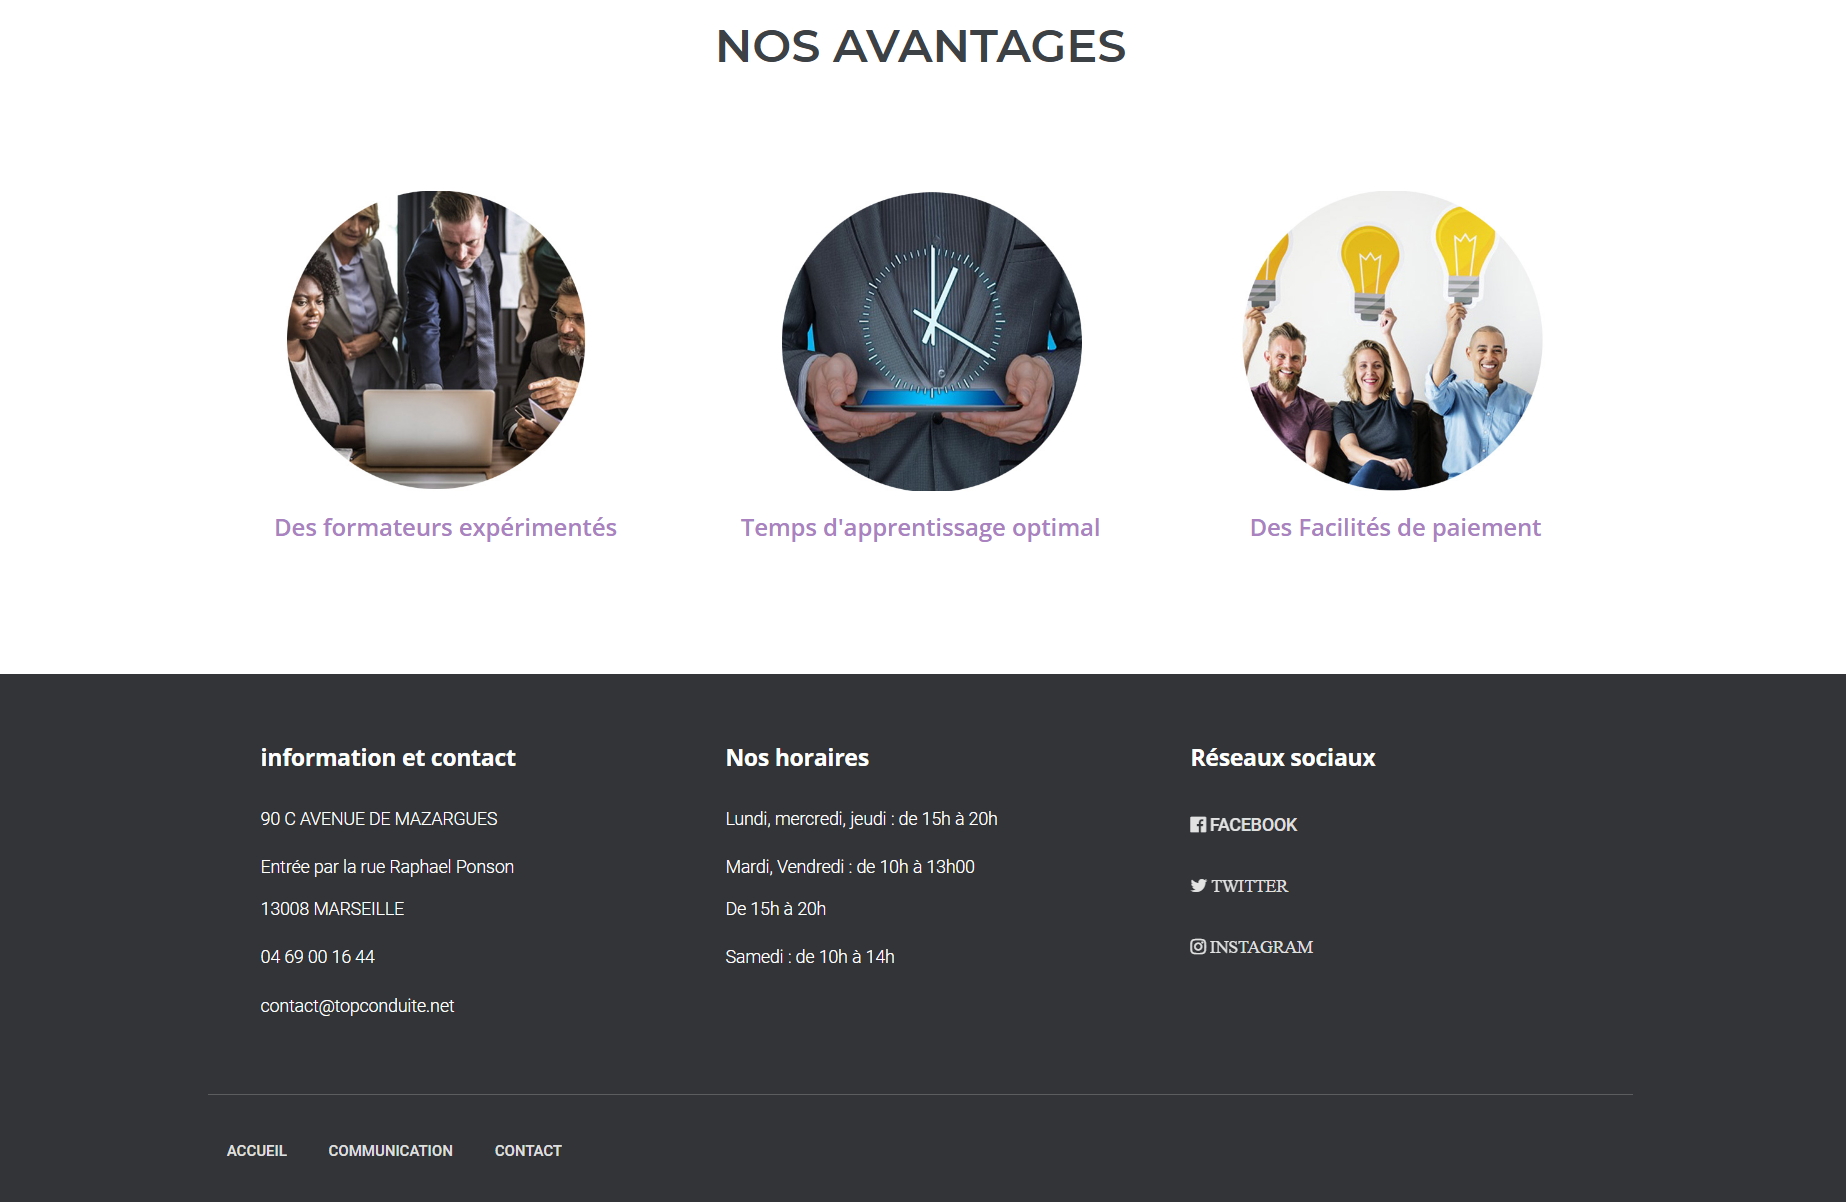 NOS AVANTAGES
Des formateurs expérimentés
Temps d'apprentissage optimal
Des Facilités de paiement
information et contact
90 C AVENUE DE MAZARGUES
Entrée par la rue Raphael Ponson
13008 MARSEILLE
04 69 00 16 44
contact@topconduite.net
Nos horaires
Lundi, mercredi, jeudi : de 15h à 20h
Mardi, Vendredi : de 10h à 13h00
De 15h à 20h
Samedi : de 10h à 14h
Réseaux sociaux
FACEBOOK
TWITTER
INSTAGRAM
ACCUEIL
COMMUNICATION
CONTACT